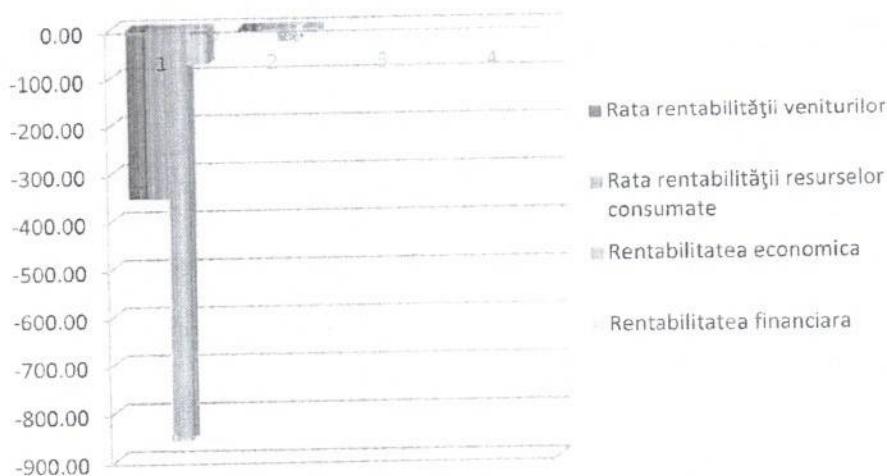 0.00
-100.00
-200.00
-300.00
-400.00
-500.00
-600.00
-700.00
-800.00
-900.00
1 2 3 4
Rata rentabilităţii veniturilor
Rata rentabilităţii resurselor
consumate
Rentabilitatea economica
Rentabilitatea financiara